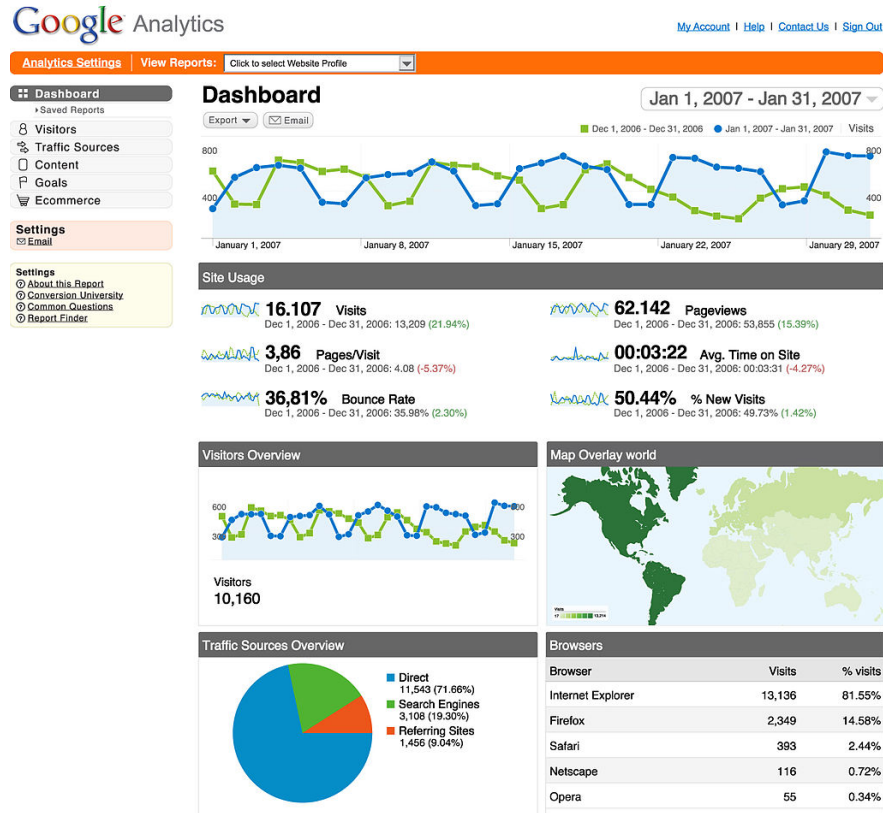 Google Analytics
My Account | Help | Contact Us | Sign Out
Analytics Settings | View Reports: Click to select Website Profile
Dashboard
Saved Reports
Visitors
Traffic Sources
Content
Goals
Ecommerce
Settings
Email
Settings
About this Report
Conversion University
Common Questions
Report Finder
Dashboard
Jan 1, 2007 - Jan 31, 2007
Export Email
Dec 1, 2006 - Dec 31, 2006 Jan 1, 2007 - Jan 31, 2007 Visits
800 800
400 400
January 1, 2007 January 8, 2007 January 15, 2007 January 22, 2007 January 29, 2007
Site Usage
16.107 Visits
Dec 1, 2006 - Dec 31, 2006: 13,209 (21.94%)
62.142 Pageviews
Dec 1, 2006 - Dec 31, 2006: 53,855 (15.39%)
3,86 Pages/Visit
Dec 1, 2006 - Dec 31, 2006: 4.08 (-5.37%)
00:03:22 Avg. Time on Site
Dec 1, 2006 - Dec 31, 2006: 00:03:31 (-4.27%)
36,81% Bounce Rate
Dec 1, 2006 - Dec 31, 2006: 35.98% (2.30%)
50.44% % New Visits
Dec 1, 2006 - Dec 31, 2006: 49.73% (1.42%)
Visitors Overview
600 600
300 300
Visitors
10,160
Map Overlay world
Visits
Traffic Sources Overview
Direct
11,543 (71.66%)
Search Engines
3,108 (19.30%)
Referring Sites
1,456 (9.04%)
Browsers
Browser Visits % visits
Internet Explorer 13,136 81.55%
Firefox 2,349 14.58%
Safari 393 2.44%
Netscape 116 0.72%
Opera 55 0.34%